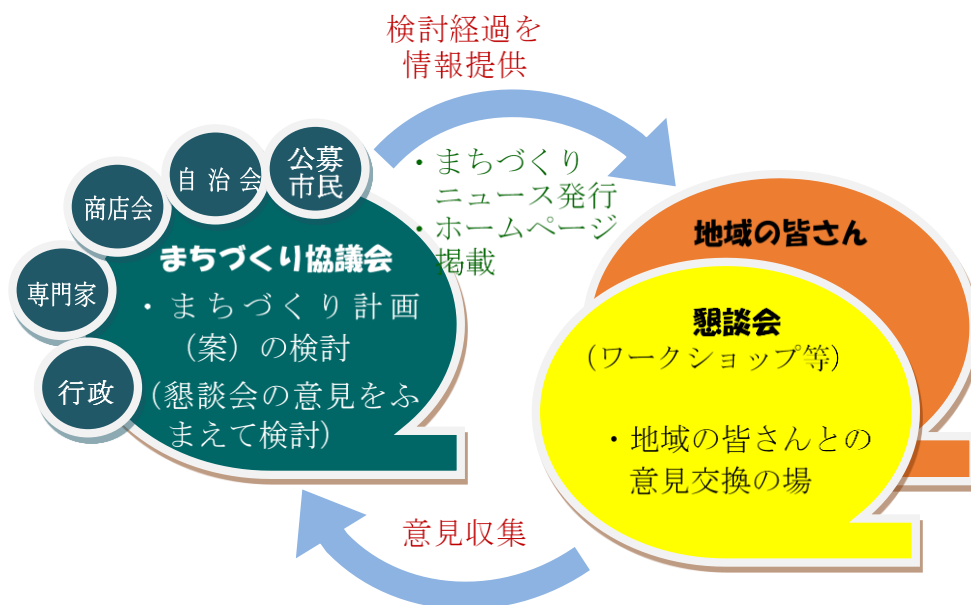 検討経過を
情報提供
・まちづくり
ニュース発行
・ホームページ
掲載
公募
市民
自治会
商店会
専門家
行政
まちづくり協議会
・まちづくり計画
（案）の検討
（懇談会の意見をふ
まえて検討）
地域の皆さん
懇談会
（ワークショップ等）
・地域の皆さんとの
意見交換の場
意見収集